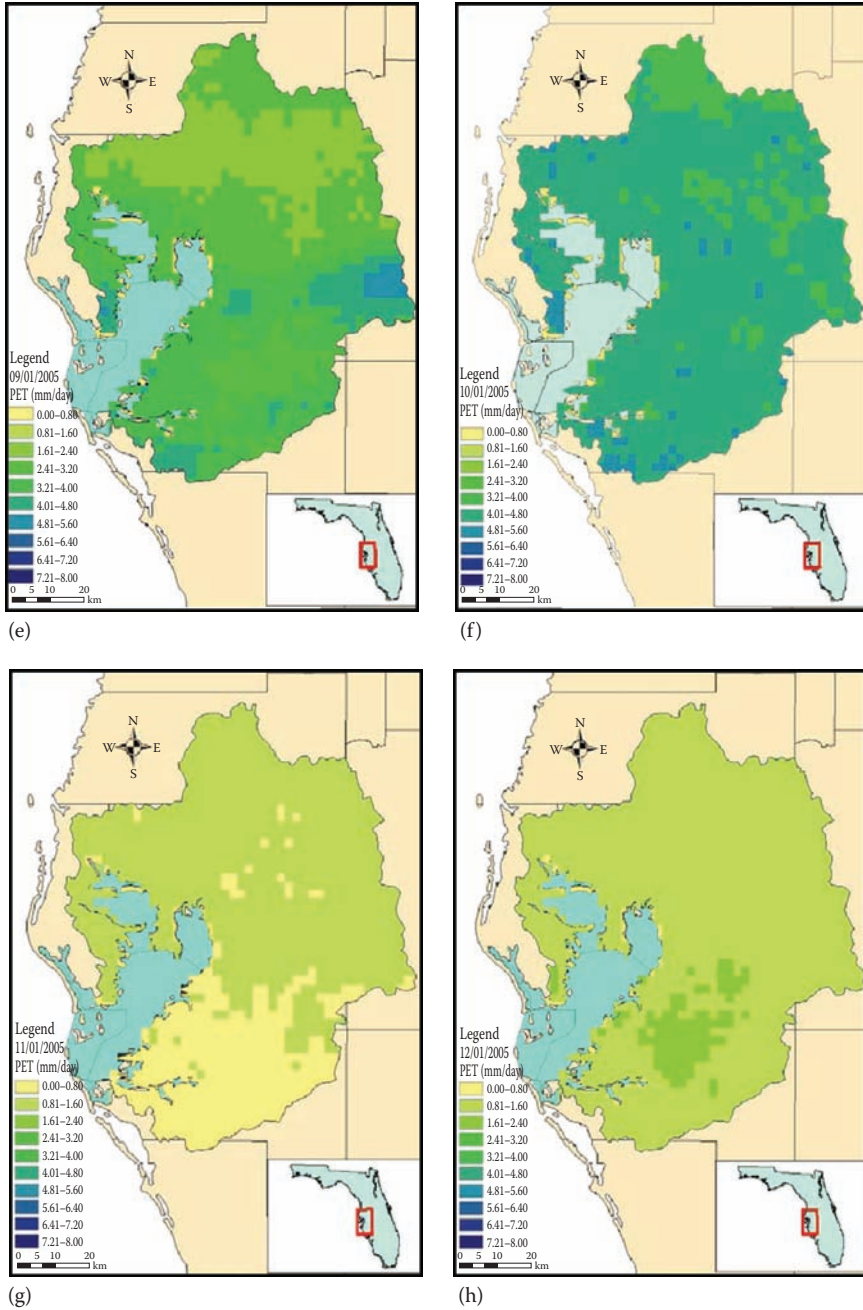 N
W E
S
Legend
09/01/2005
PET (mm/day)
0.00–0.80
0.81–1.60
1.61–2.40
2.41–3.20
3.21–4.00
4.01–4.80
4.81–5.60
5.61–6.40
6.41–7.20
7.21–8.00
0 5 10 20
km
(e)
N
W E
S
Legend
10/01/2005
PET (mm/day)
0.00–0.80
0.81–1.60
1.61–2.40
2.41–3.20
3.21–4.00
4.01–4.80
4.81–5.60
5.61–6.40
6.41–7.20
7.21–8.00
0 5 10 20
km
(f)
N
W E
S
Legend
11/01/2005
PET (mm/day)
0.00–0.80
0.81–1.60
1.61–2.40
2.41–3.20
3.21–4.00
4.01–4.80
4.81–5.60
5.61–6.40
6.41–7.20
7.21–8.00
0 5 10 20
km
(g)
N
W E
S
Legend
12/01/2005
PET (mm/day)
0.00–0.80
0.81–1.60
1.61–2.40
2.41–3.20
3.21–4.00
4.01–4.80
4.81–5.60
5.61–6.40
6.41–7.20
7.21–8.00
0 5 10 20
km
(h)